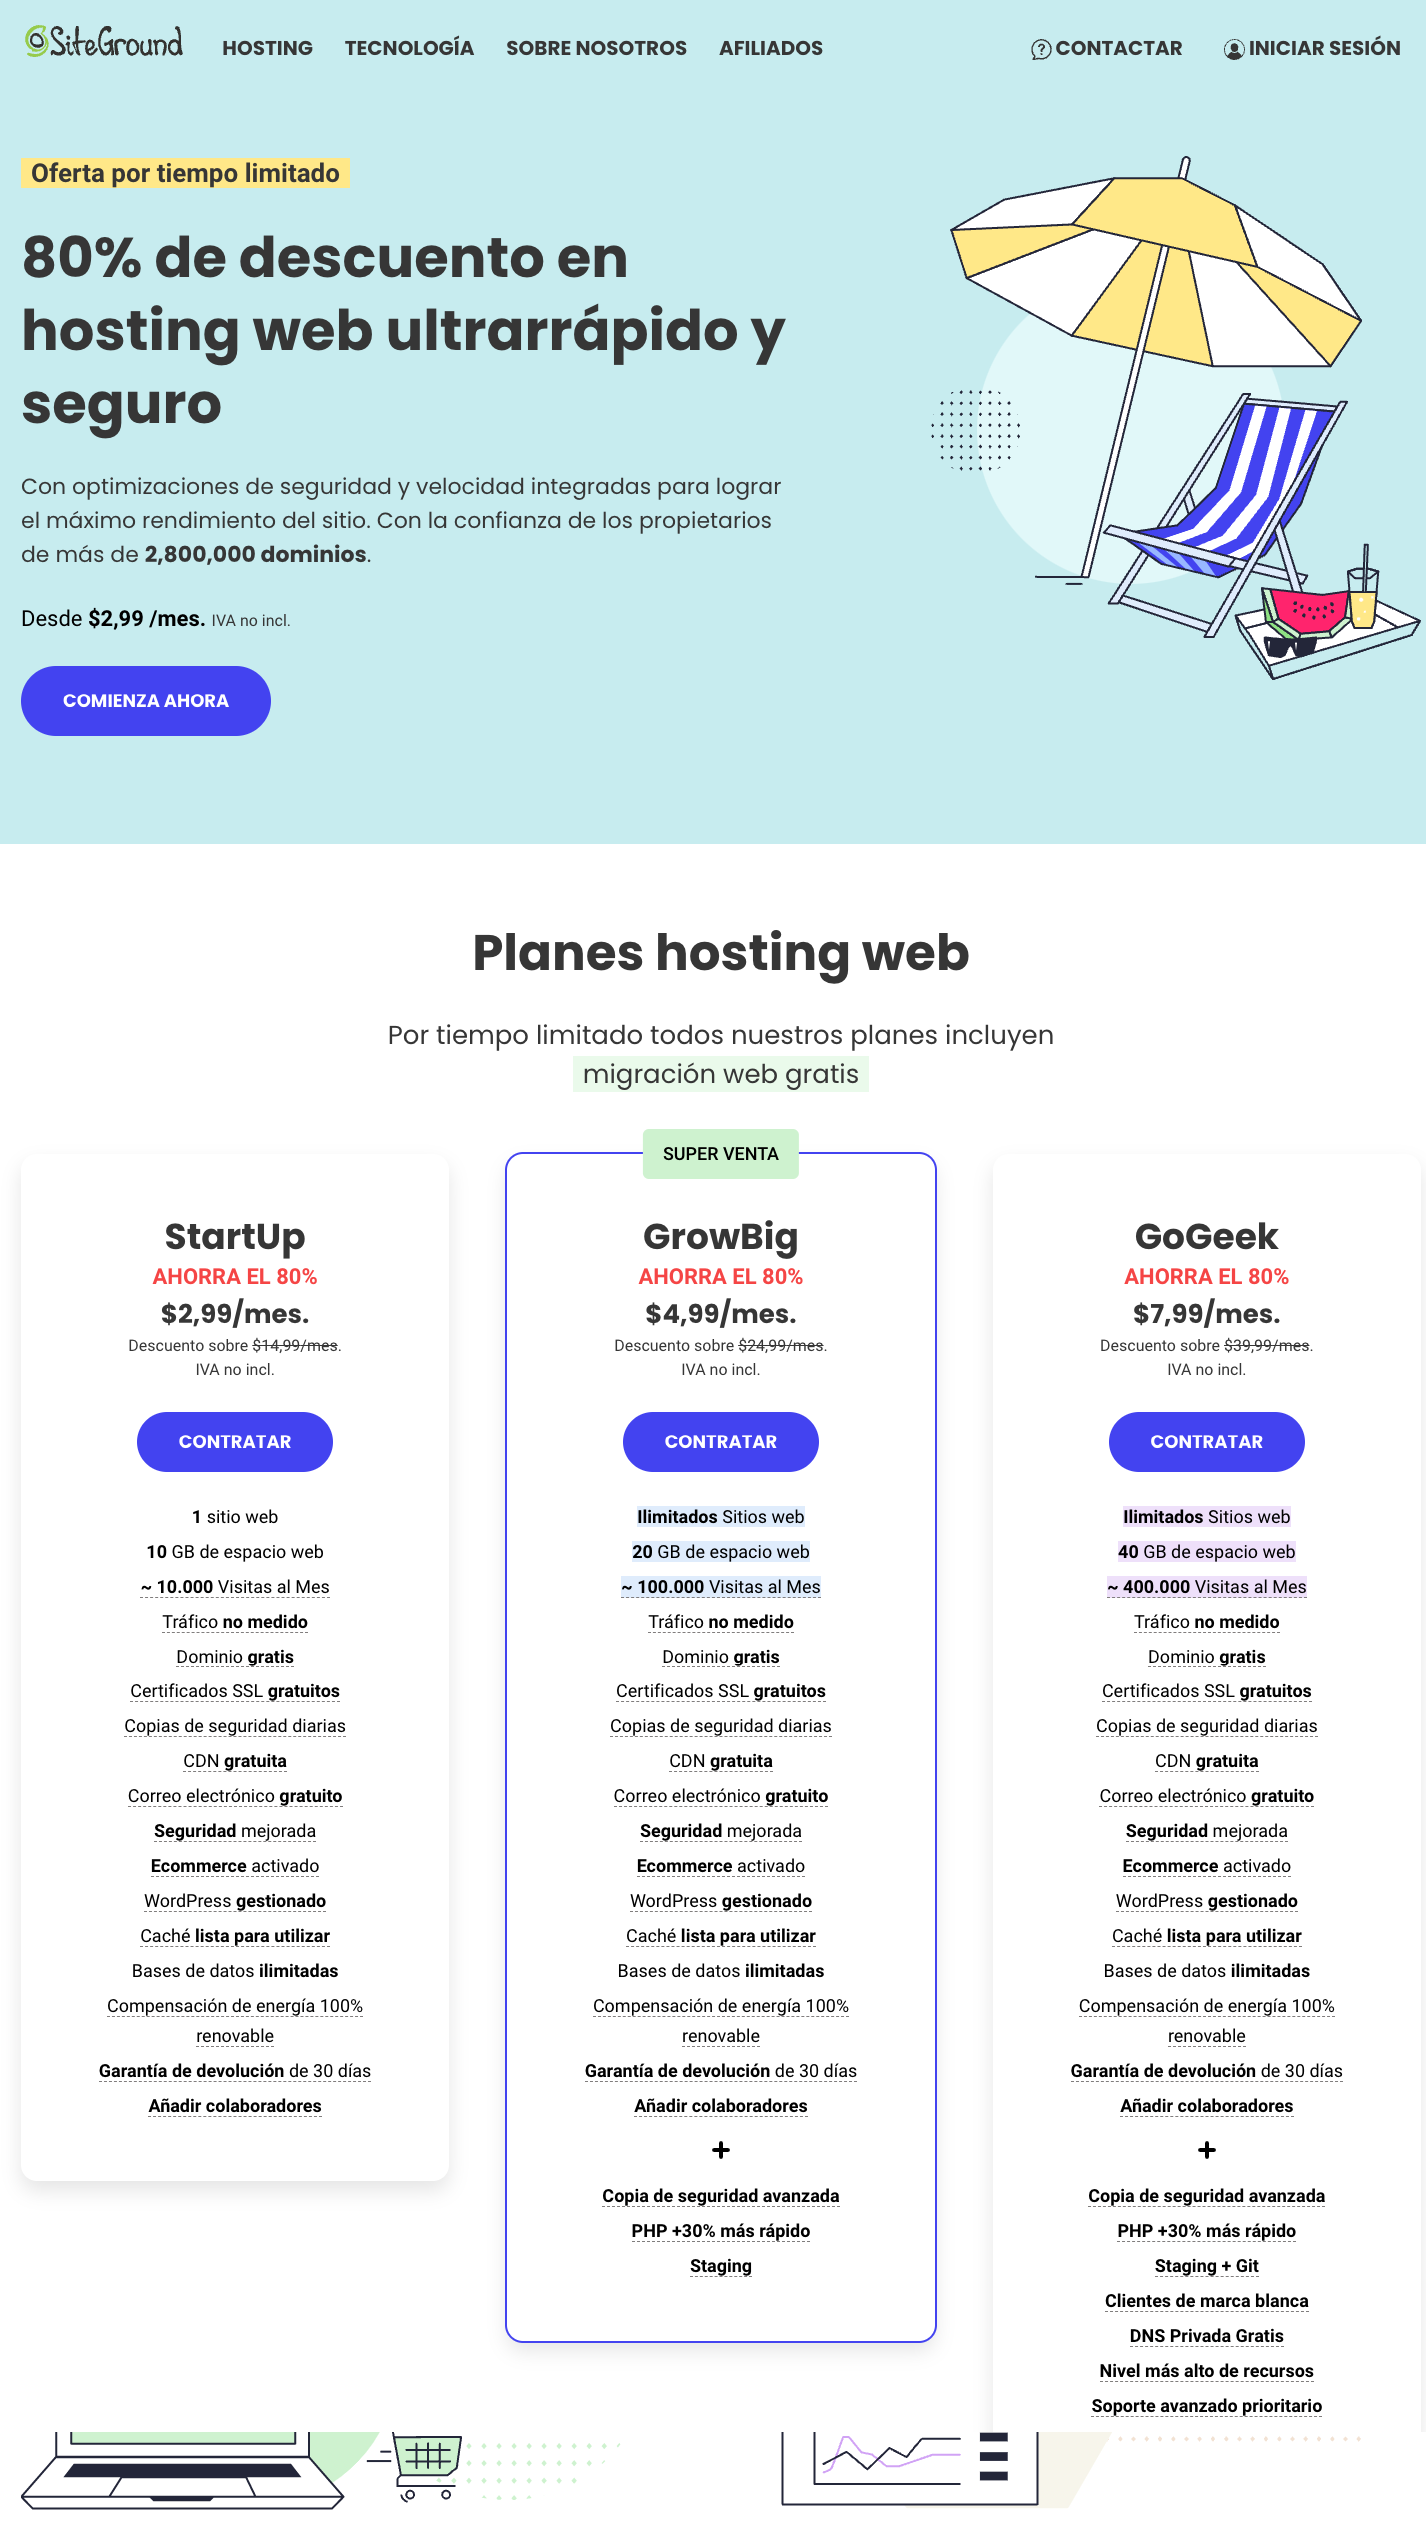 SiteGround
HOSTING TECNOLOGÍA SOBRE NOSOTROS AFILIADOS CONTACTAR INICIAR SESIÓN
Oferta por tiempo limitado
80% de descuento en
hosting web ultrarrápido y
seguro
Con optimizaciones de seguridad y velocidad integradas para lograr
el máximo rendimiento del sitio. Con la confianza de los propietarios
de más de 2,800,000 dominios.
Desde $2,99 /mes. IVA no incl.
COMIENZA AHORA
Planes hosting web
Por tiempo limitado todos nuestros planes incluyen
migración web gratis
StartUp
AHORRA EL 80%
$2,99/mes.
Descuento sobre $14,99/mes.
IVA no incl.
CONTRATAR
1 sitio web
10 GB de espacio web
~ 10.000 Visitas al Mes
Tráfico no medido
Dominio gratis
Certificados SSL gratuitos
Copias de seguridad diarias
CDN gratuita
Correo electrónico gratuito
Seguridad mejorada
Ecommerce activado
WordPress gestionado
Caché lista para utilizar
Bases de datos ilimitadas
Compensación de energía 100%
renovable
Garantía de devolución de 30 días
Añadir colaboradores
SUPER VENTA
GrowBig
AHORRA EL 80%
$4,99/mes.
Descuento sobre $24,99/mes.
IVA no incl.
CONTRATAR
Ilimitados Sitios web
20 GB de espacio web
~ 100.000 Visitas al Mes
Tráfico no medido
Dominio gratis
Certificados SSL gratuitos
Copias de seguridad diarias
CDN gratuita
Correo electrónico gratuito
Seguridad mejorada
Ecommerce activado
WordPress gestionado
Caché lista para utilizar
Bases de datos ilimitadas
Compensación de energía 100%
renovable
Garantía de devolución de 30 días
Añadir colaboradores
+
Copia de seguridad avanzada
PHP +30% más rápido
Staging
GoGeek
AHORRA EL 80%
$7,99/mes.
Descuento sobre $39,99/mes.
IVA no incl.
CONTRATAR
Ilimitados Sitios web
40 GB de espacio web
~ 400.000 Visitas al Mes
Tráfico no medido
Dominio gratis
Certificados SSL gratuitos
Copias de seguridad diarias
CDN gratuita
Correo electrónico gratuito
Seguridad mejorada
Ecommerce activado
WordPress gestionado
Caché lista para utilizar
Bases de datos ilimitadas
Compensación de energía 100%
renovable
Garantía de devolución de 30 días
Añadir colaboradores
+
Copia de seguridad avanzada
PHP +30% más rápido
Staging + Git
Clientes de marca blanca
DNS Privada Gratis
Nivel más alto de recursos
Soporte avanzado prioritario